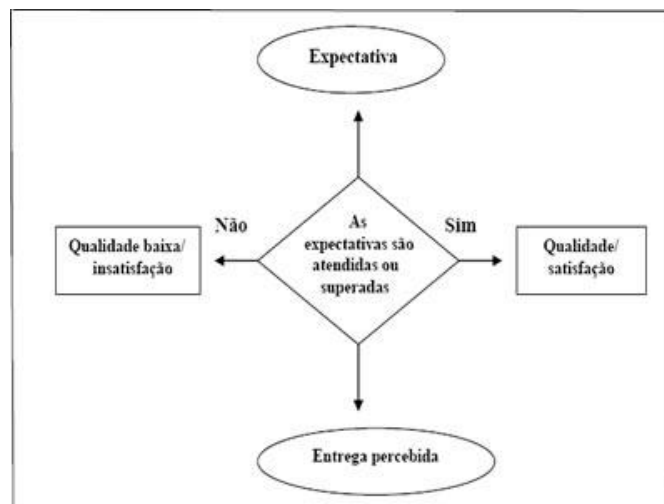 Expectativa
Não
Sim
As
expectativas são
atendidas ou
superadas
Qualidade baixa/
insatisfação
Qualidade/
satisfação
Entrega percebida